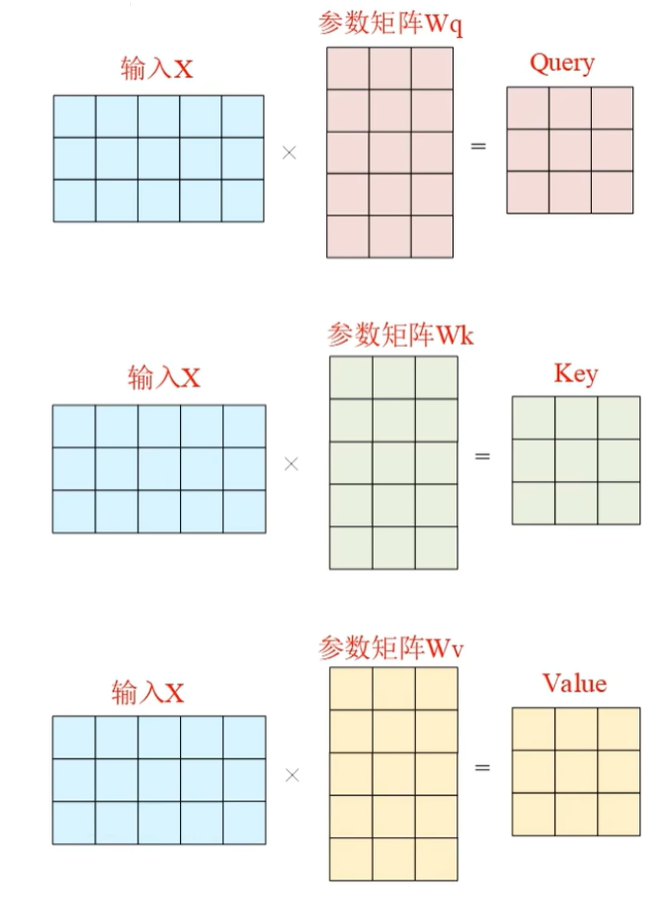 参数矩阵Wq
输入X
Query
×
=
参数矩阵Wk
输入X
Key
×
=
参数矩阵Wv
输入X
Value
×
=